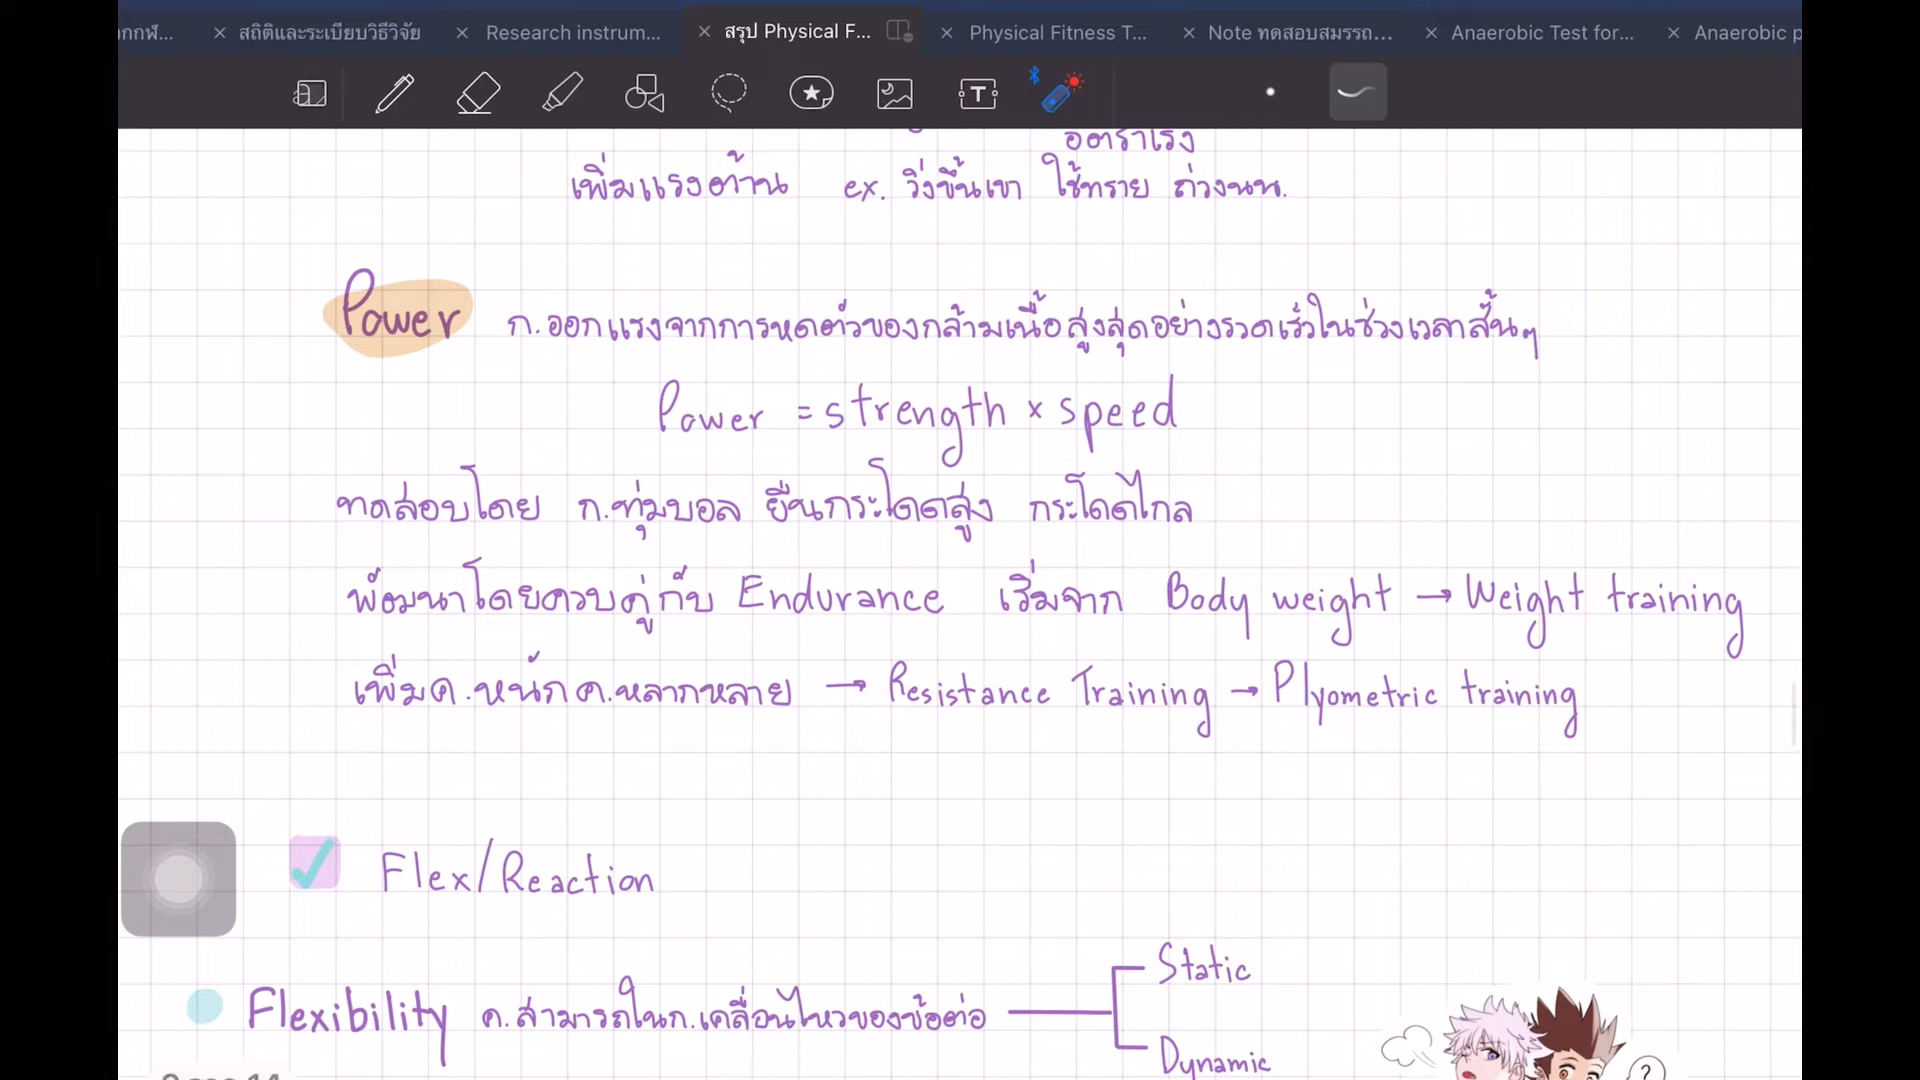 ากกฬ...
สถิติและระเบียบวิธีวิจัย
Research instrum...
สรุป Physical F...
Physical Fitness T...
Note ทดสอบสมรรถ...
Anaerobic Test for...
Anaerobic p
อัตราเร่ง
เพิ่มแรงต้าน ex. วิ่งขึ้นเขา ใช้ทราย ถ่วงนน.
Power ก.ออกแรงจากการหดตัวของกล้ามเนื้อสูงสุดอย่างรวดเร็วในช่วงเวลาสั้นๆ
Power = strength × speed
ทดสอบโดย ก.ทุ่มบอล ยืนกระโดดสูง กระโดดไกล
พัฒนาโดยควบคู่กับ Endurance เริ่มจาก Body weight → Weight training
เพิ่มค.หนักค.หลากหลาย → Resistance Training → Plyometric training
Flex/Reaction
Flexibility ค.สามารถในก.เคลื่อนไหวของข้อต่อ
Static
Dynamic
?